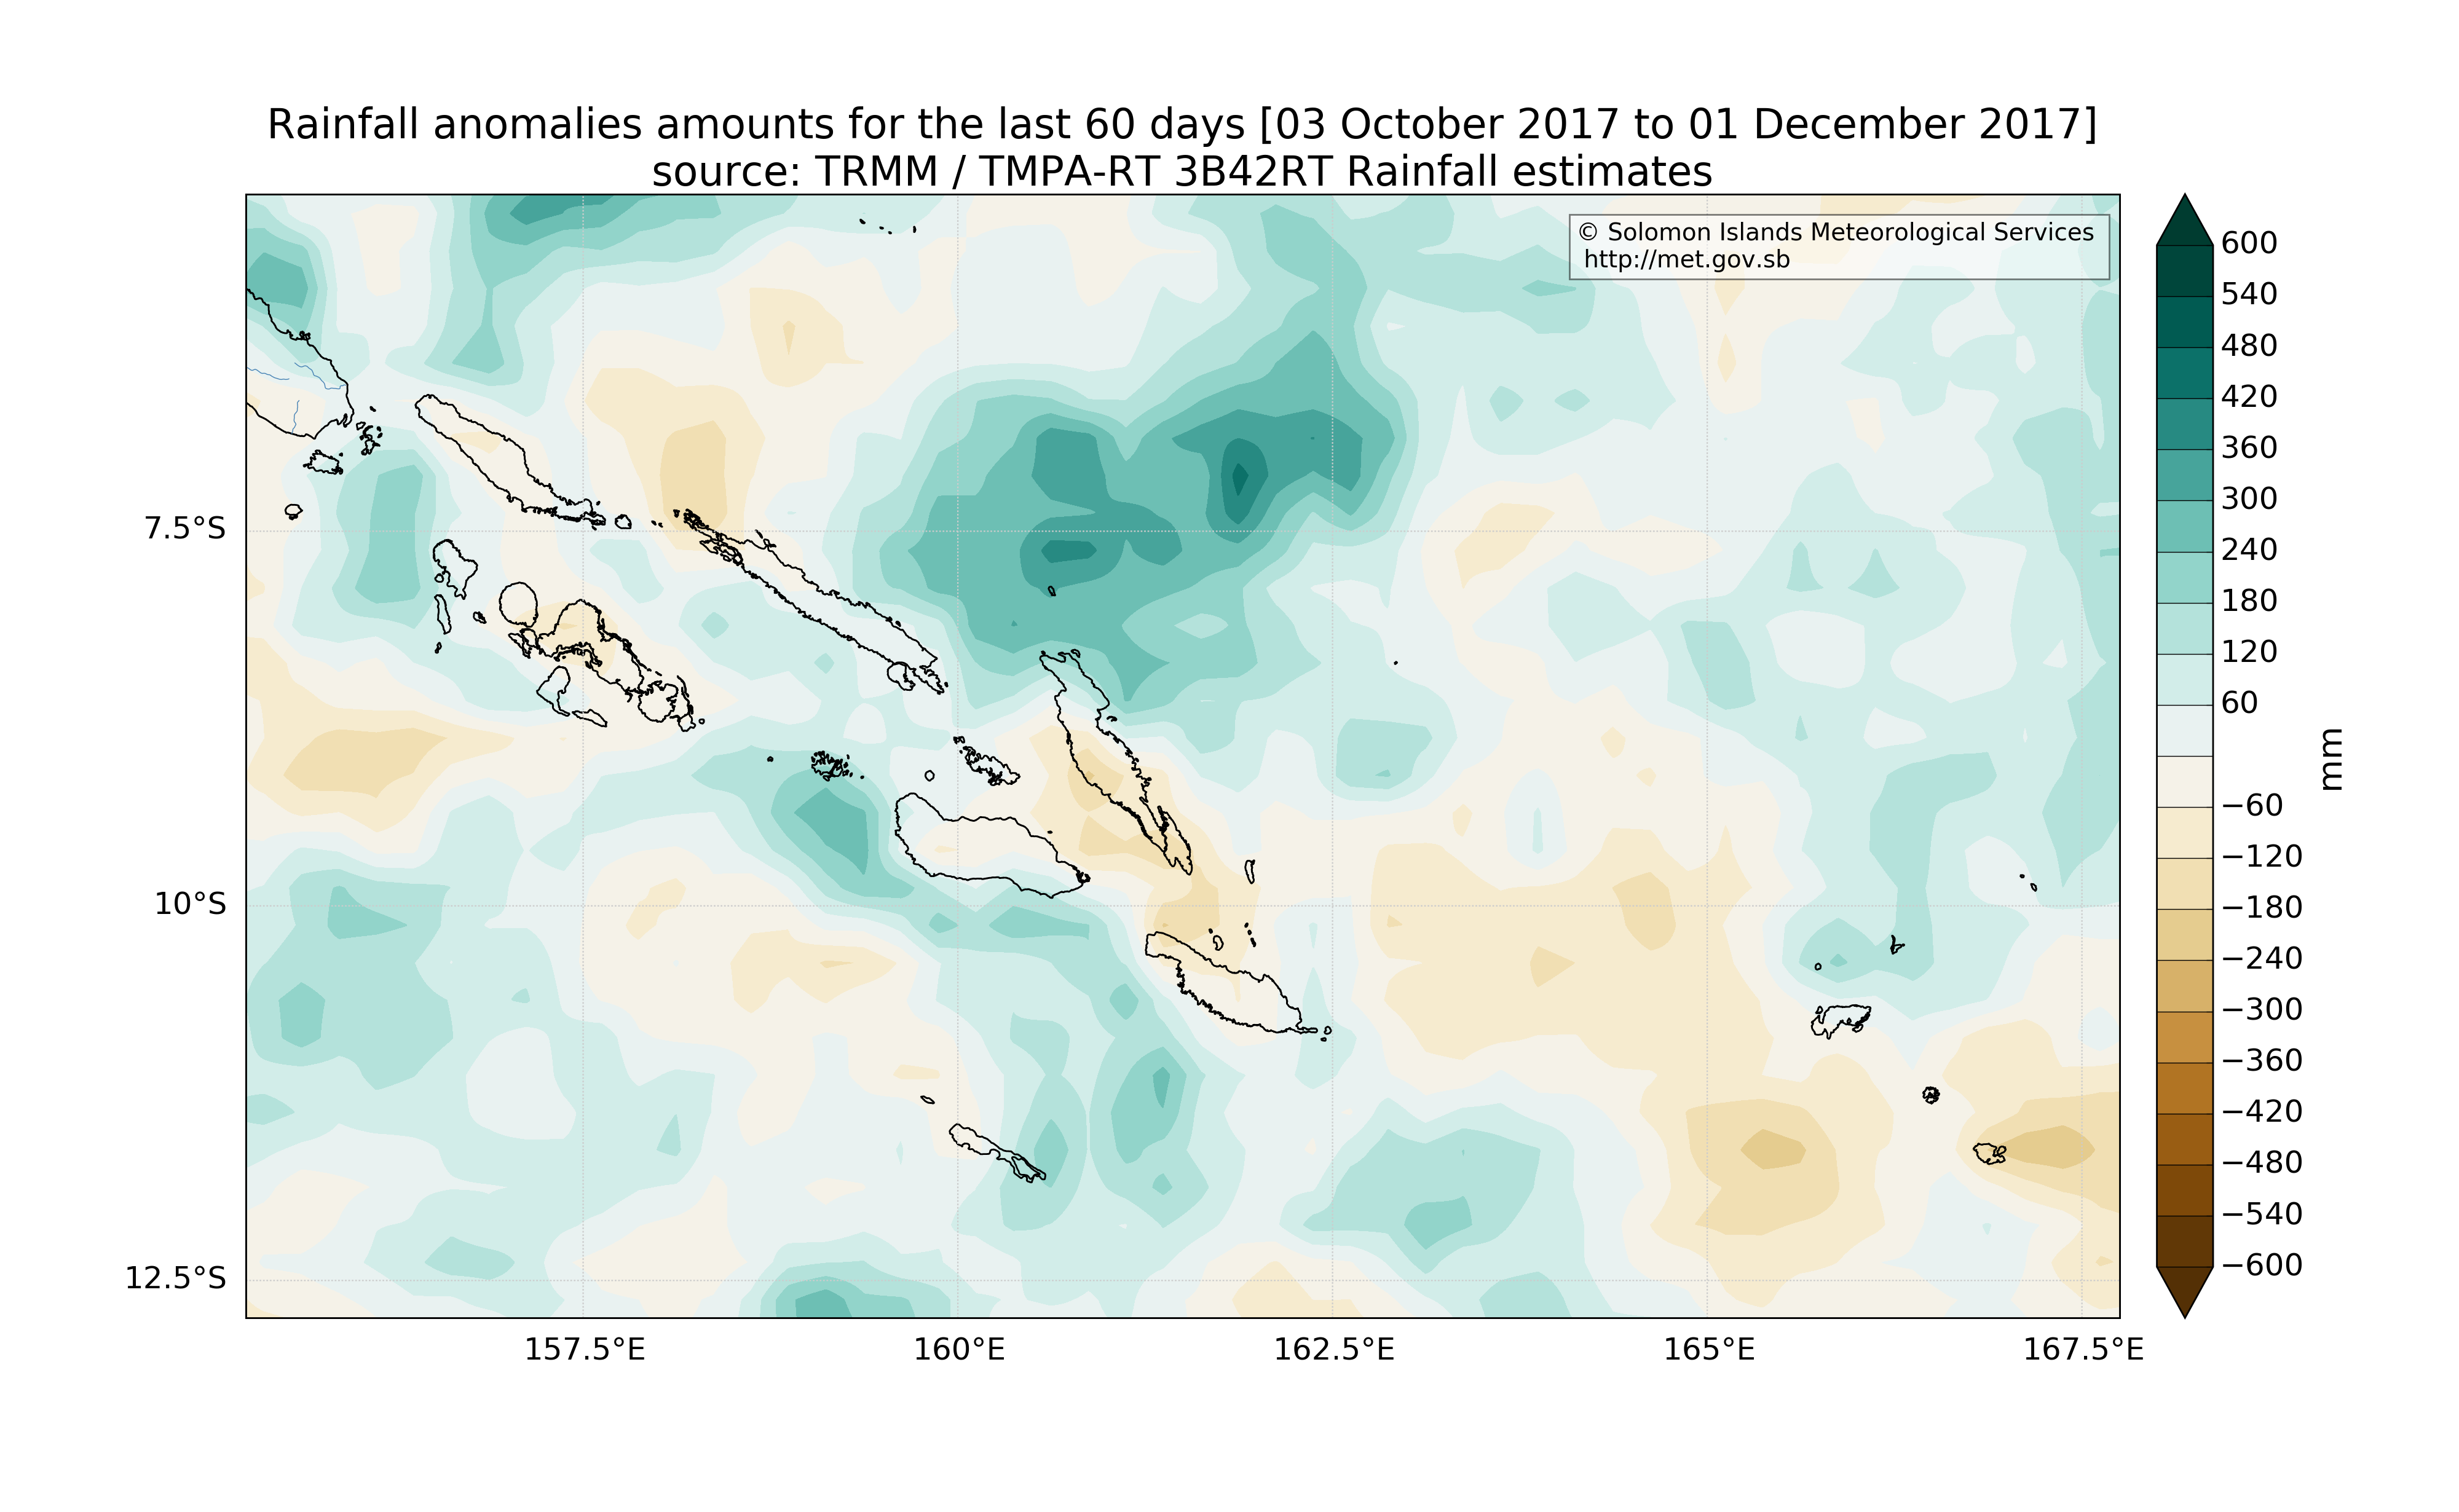 Rainfall anomalies amounts for the last 60 days [03 October 2017 to 01 December 2017]
source: TRMM / TMPA-RT 3B42RT Rainfall estimates
© Solomon Islands Meteorological Services
http://met.gov.sb
7.5°S
10°S
12.5°S
157.5°E
160°E
162.5°E
165°E
167.5°E
600
540
480
420
360
300
240
180
120
60
−60
−120
−180
−240
−300
−360
−420
−480
−540
−600
mm